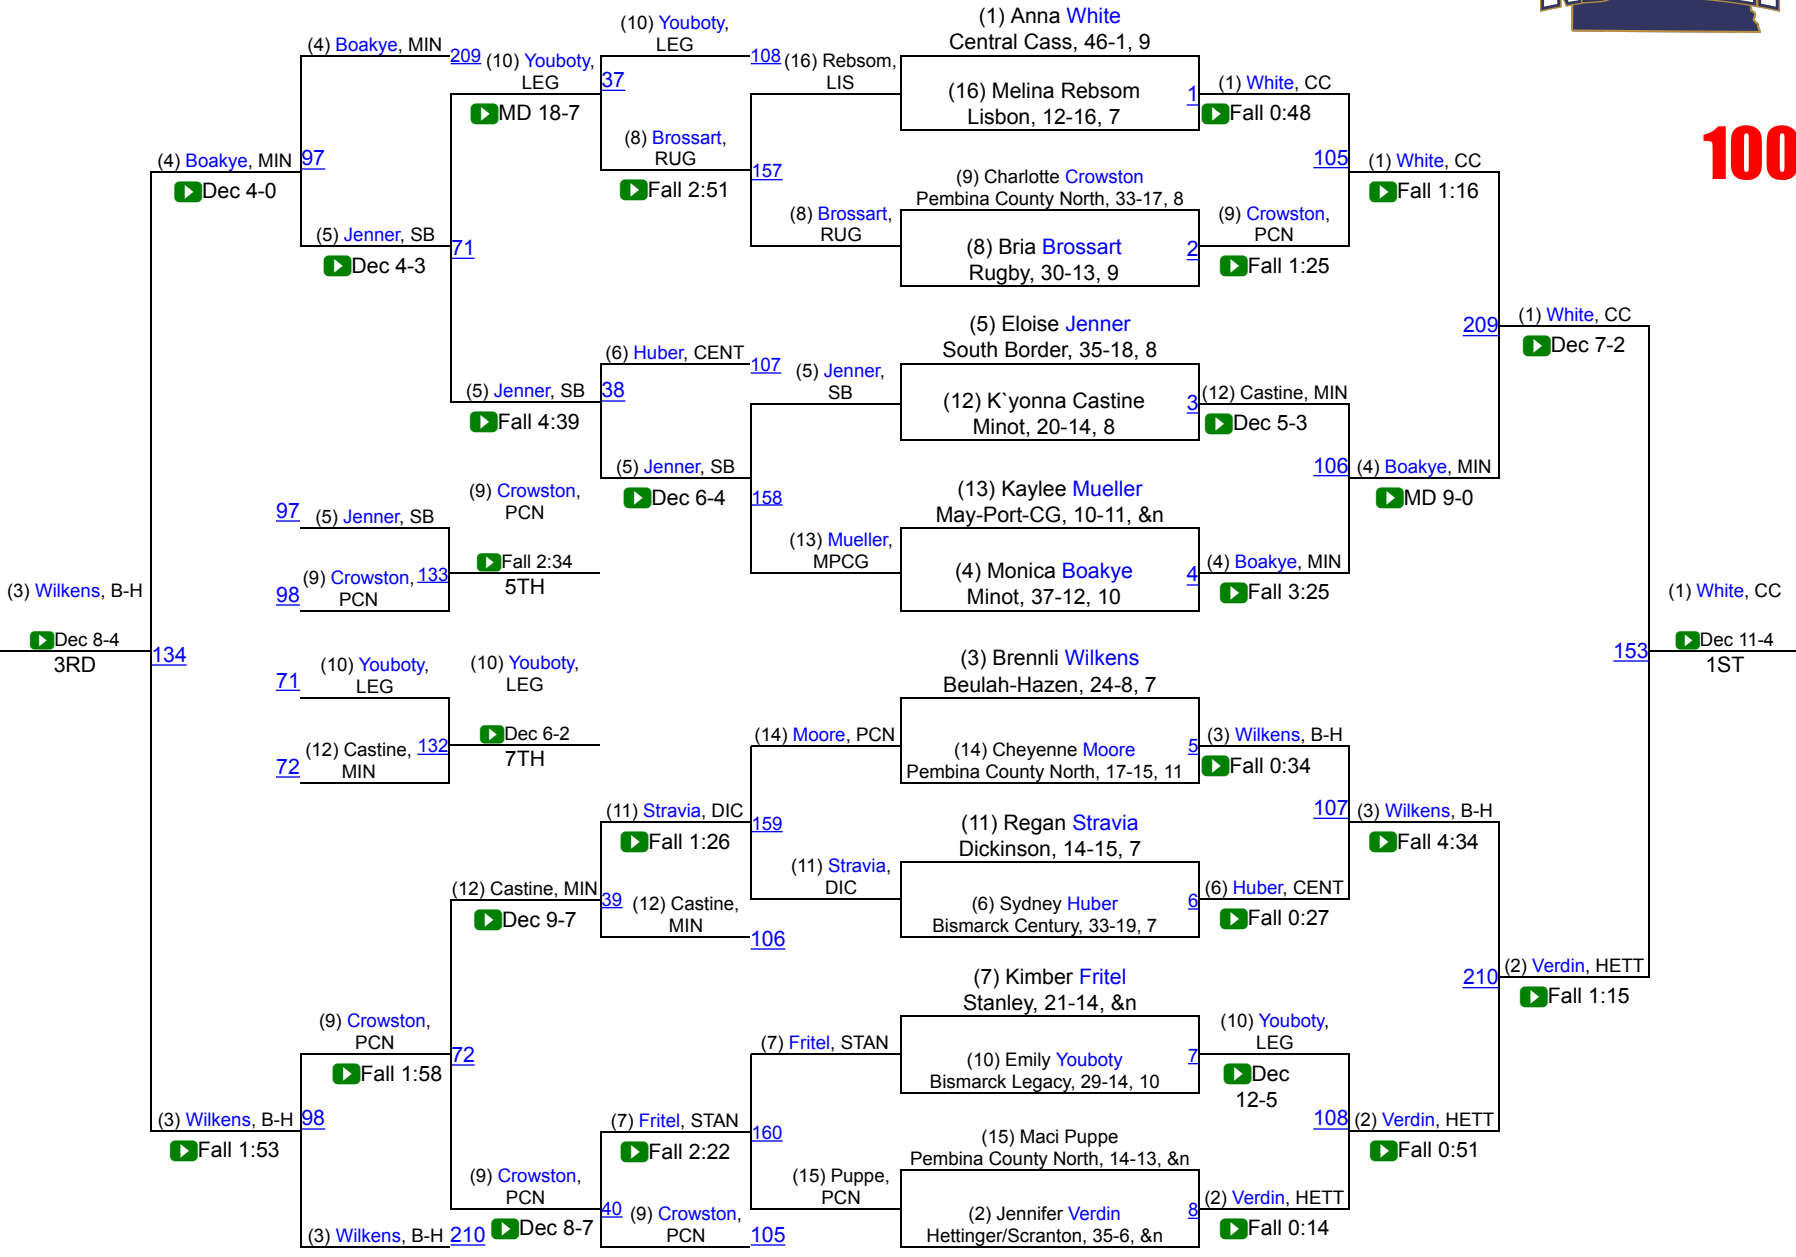 (1) Anna White
Central Cass, 46-1, 9
(16) Melina Rebsom
Lisbon, 12-16, 7
(9) Charlotte Crowston
Pembina County North, 33-17, 8
(8) Bria Brossart
Rugby, 30-13, 9
(5) Eloise Jenner
South Border, 35-18, 8
(12) K`yonna Castine
Minot, 20-14, 8
(13) Kaylee Mueller
May-Port-CG, 10-11, &n
(4) Monica Boakye
Minot, 37-12, 10
(3) Brennli Wilkens
Beulah-Hazen, 24-8, 7
(14) Cheyenne Moore
Pembina County North, 17-15, 11
(11) Regan Stravia
Dickinson, 14-15, 7
(6) Sydney Huber
Bismarck Century, 33-19, 7
(7) Kimber Fritel
Stanley, 21-14, &n
(10) Emily Youboty
Bismarck Legacy, 29-14, 10
(15) Maci Puppe
Pembina County North, 14-13, &n
(2) Jennifer Verdin
Hettinger/Scranton, 35-6, &n
1
(1) White, CC
Fall 0:48
2
(9) Crowston,
PCN
Fall 1:25
3
(12) Castine, MIN
Dec 5-3
4
(4) Boakye, MIN
Fall 3:25
5
(3) Wilkens, B-H
Fall 0:34
6
(6) Huber, CENT
Fall 0:27
7
(10) Youboty,
LEG
Dec
12-5
8
(2) Verdin, HETT
Fall 0:14
105
(1) White, CC
Fall 1:16
106
(4) Boakye, MIN
MD 9-0
107
(3) Wilkens, B-H
Fall 4:34
108
(2) Verdin, HETT
Fall 0:51
209
(1) White, CC
Dec 7-2
210
(2) Verdin, HETT
Fall 1:15
153
(1) White, CC
Dec 11-4
1ST
100
(16) Rebsom,
LIS
(8) Brossart,
RUG
(5) Jenner,
SB
(13) Mueller,
MPCG
(14) Moore, PCN
(11) Stravia,
DIC
(7) Fritel, STAN
(15) Puppe,
PCN
(10) Youboty,
LEG
108
157
(8) Brossart,
RUG
Fall 2:51
(6) Huber, CENT
107
158
(5) Jenner, SB
Dec 6-4
159
(11) Stravia, DIC
Fall 1:26
(12) Castine,
MIN
106
160
(7) Fritel, STAN
Fall 2:22
(9) Crowston,
PCN
105
37
(10) Youboty,
LEG
MD 18-7
38
(5) Jenner, SB
Fall 4:39
39
(12) Castine, MIN
Dec 9-7
40
(9) Crowston,
PCN
Dec 8-7
(4) Boakye, MIN
209
71
(5) Jenner, SB
Dec 4-3
72
(9) Crowston,
PCN
Fall 1:58
(3) Wilkens, B-H
210
97
(4) Boakye, MIN
Dec 4-0
98
(3) Wilkens, B-H
Fall 1:53
134
(3) Wilkens, B-H
Dec 8-4
3RD
97
(5) Jenner, SB
98
(9) Crowston,
PCN
133
(9) Crowston,
PCN
Fall 2:34
5TH
71
(10) Youboty,
LEG
72
(12) Castine,
MIN
132
(10) Youboty,
LEG
Dec 6-2
7TH